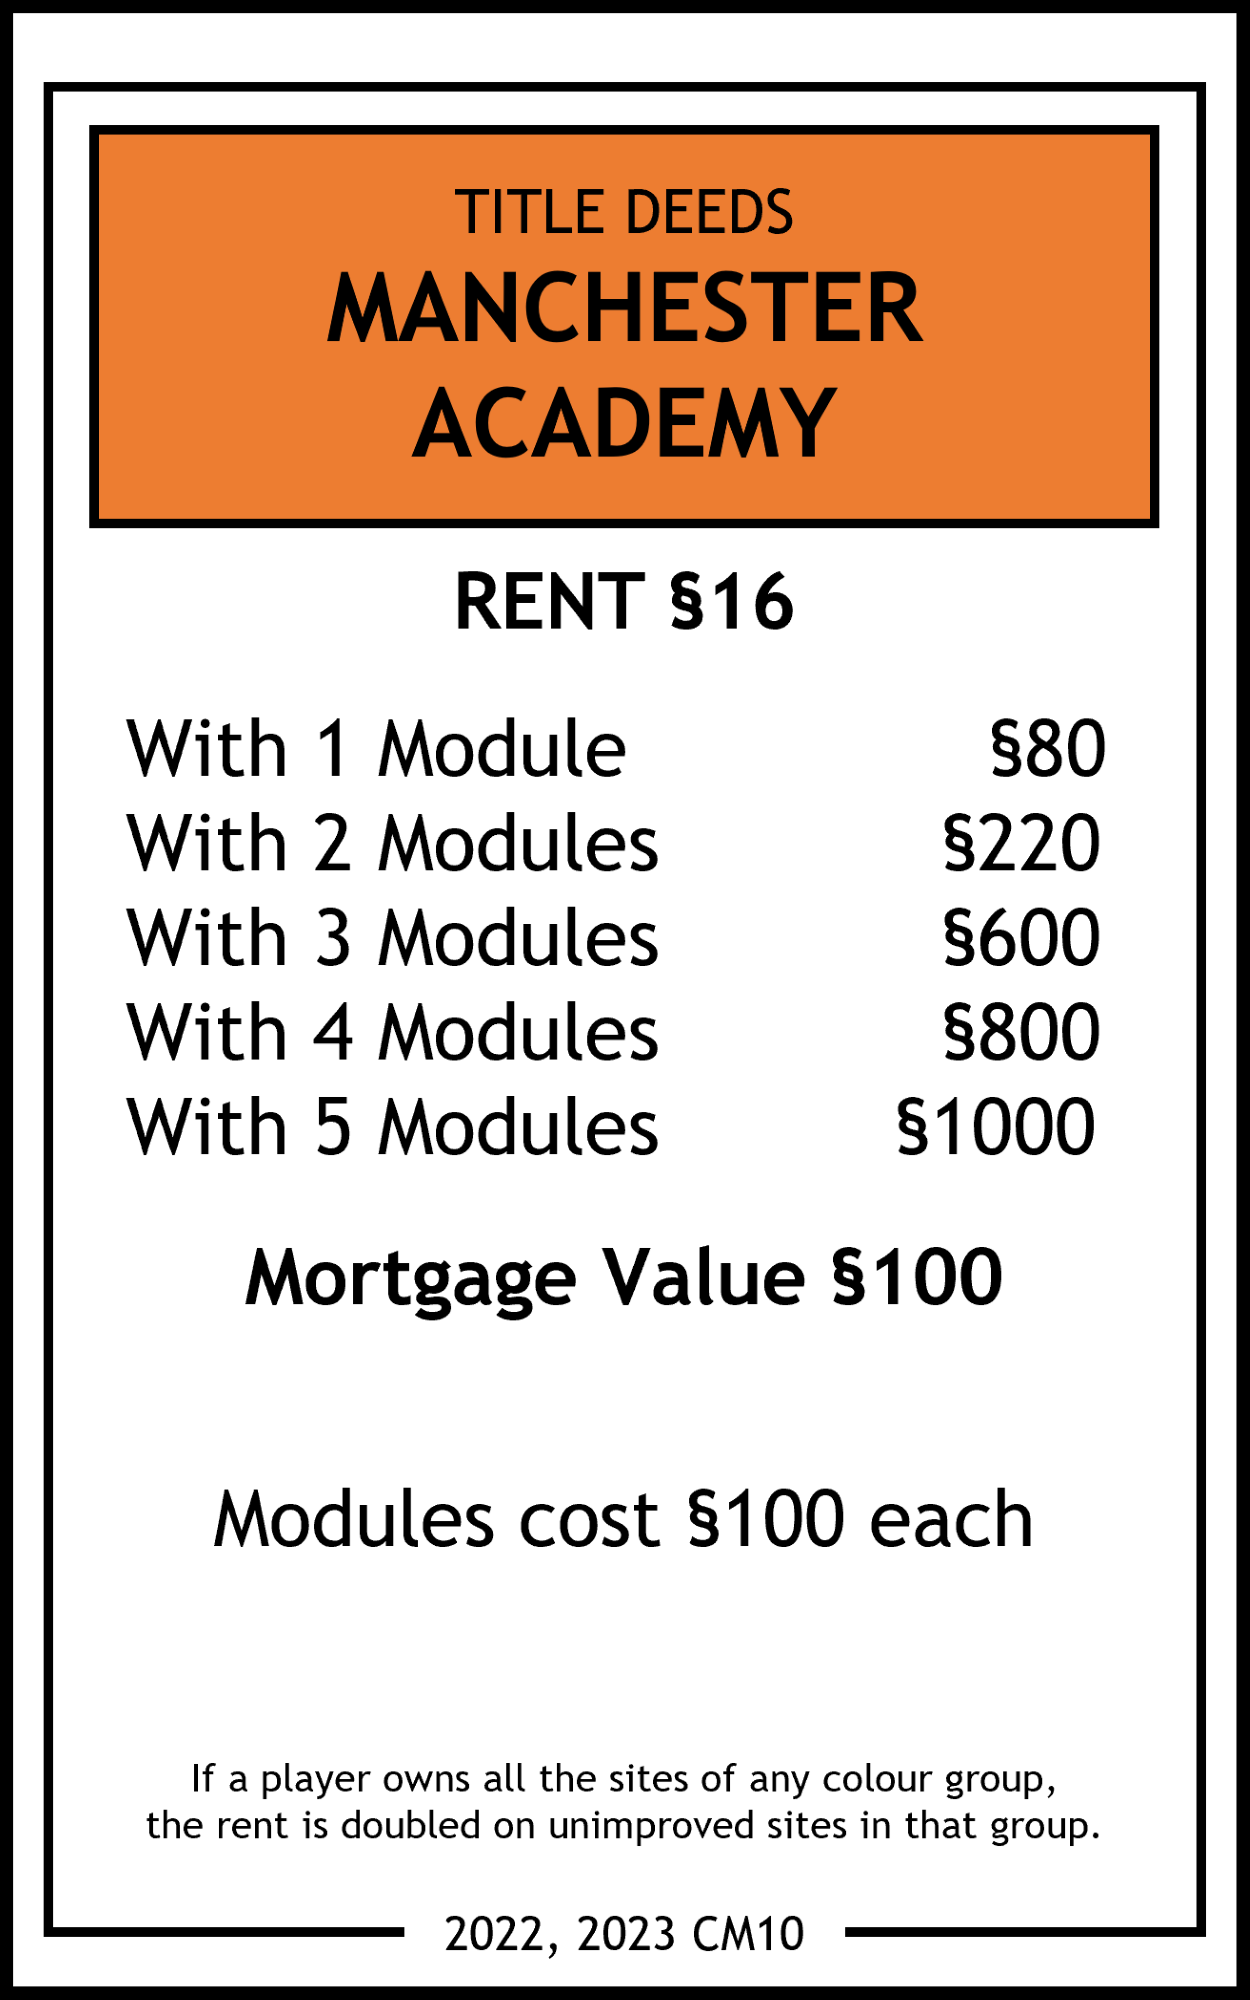 TITLE DEEDS
MANCHESTER
ACADEMY
RENT §16
With 1 Module §80
With 2 Modules §220
With 3 Modules §600
With 4 Modules §800
With 5 Modules §1000
Mortgage Value §100
Modules cost §100 each
If a player owns all the sites of any colour group,
the rent is doubled on unimproved sites in that group.
2022, 2023 CM10